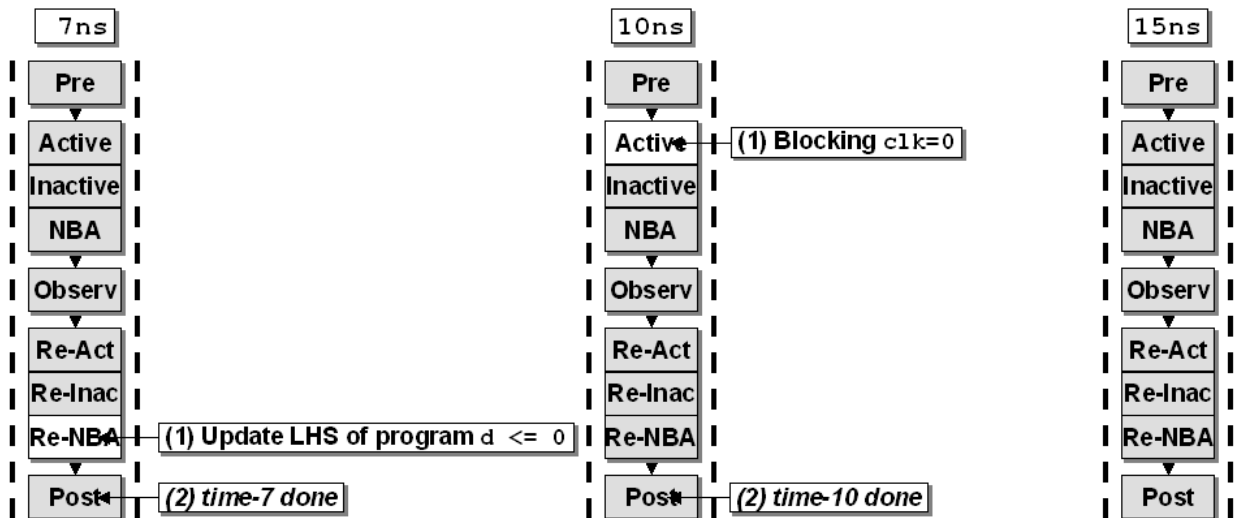 7ns
Pre
Active
Inactive
NBA
Observ
Re-Act
Re-Inac
Re-NBA
(1) Update LHS of program d <= 0
Post
(2) time-7 done
10ns
Pre
Active
(1) Blocking clk=0
Inactive
NBA
Observ
Re-Act
Re-Inac
Re-NBA
Post
(2) time-10 done
15ns
Pre
Active
Inactive
NBA
Observ
Re-Act
Re-Inac
Re-NBA
Post